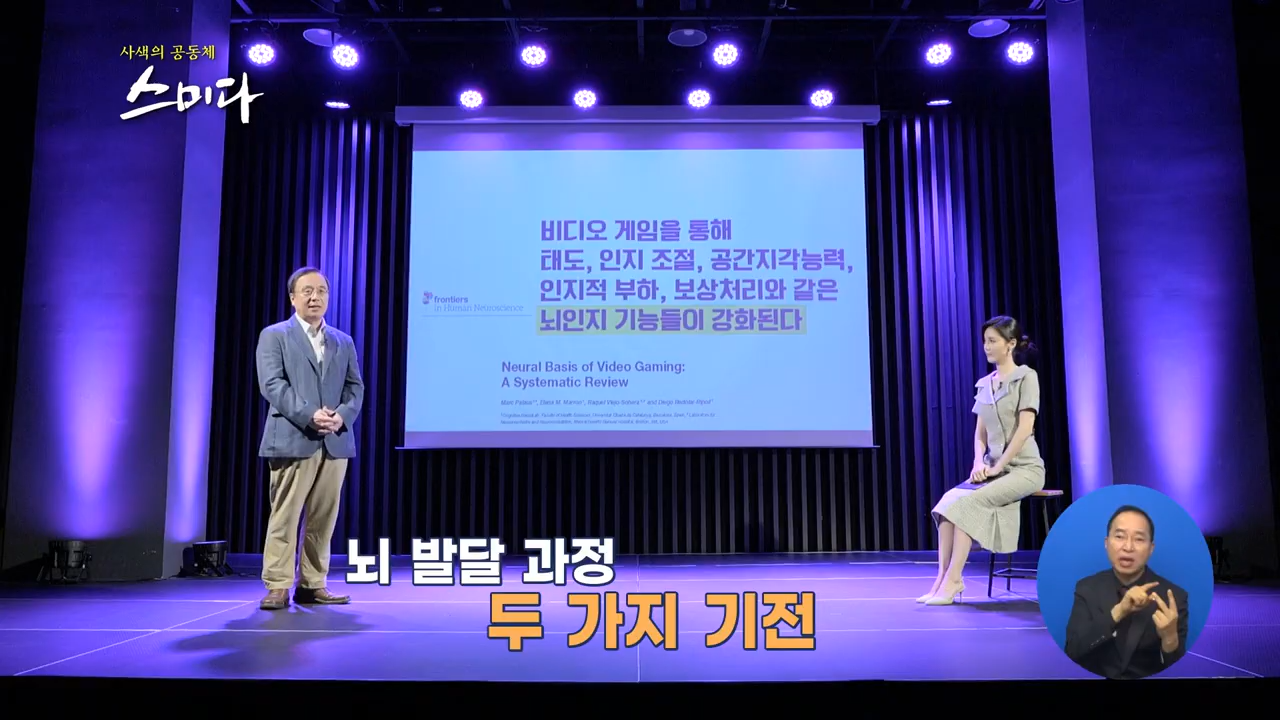 사색의 공동체
스미다
비디오 게임을 통해
태도, 인지 조절, 공간지각능력,
인지적 부하, 보상처리와 같은
뇌인지 기능들이 강화된다
frontiers
in Human Neuroscience
Neural Basis of Video Gaming:
A Systematic Review
뇌 발달 과정
두 가지 기전